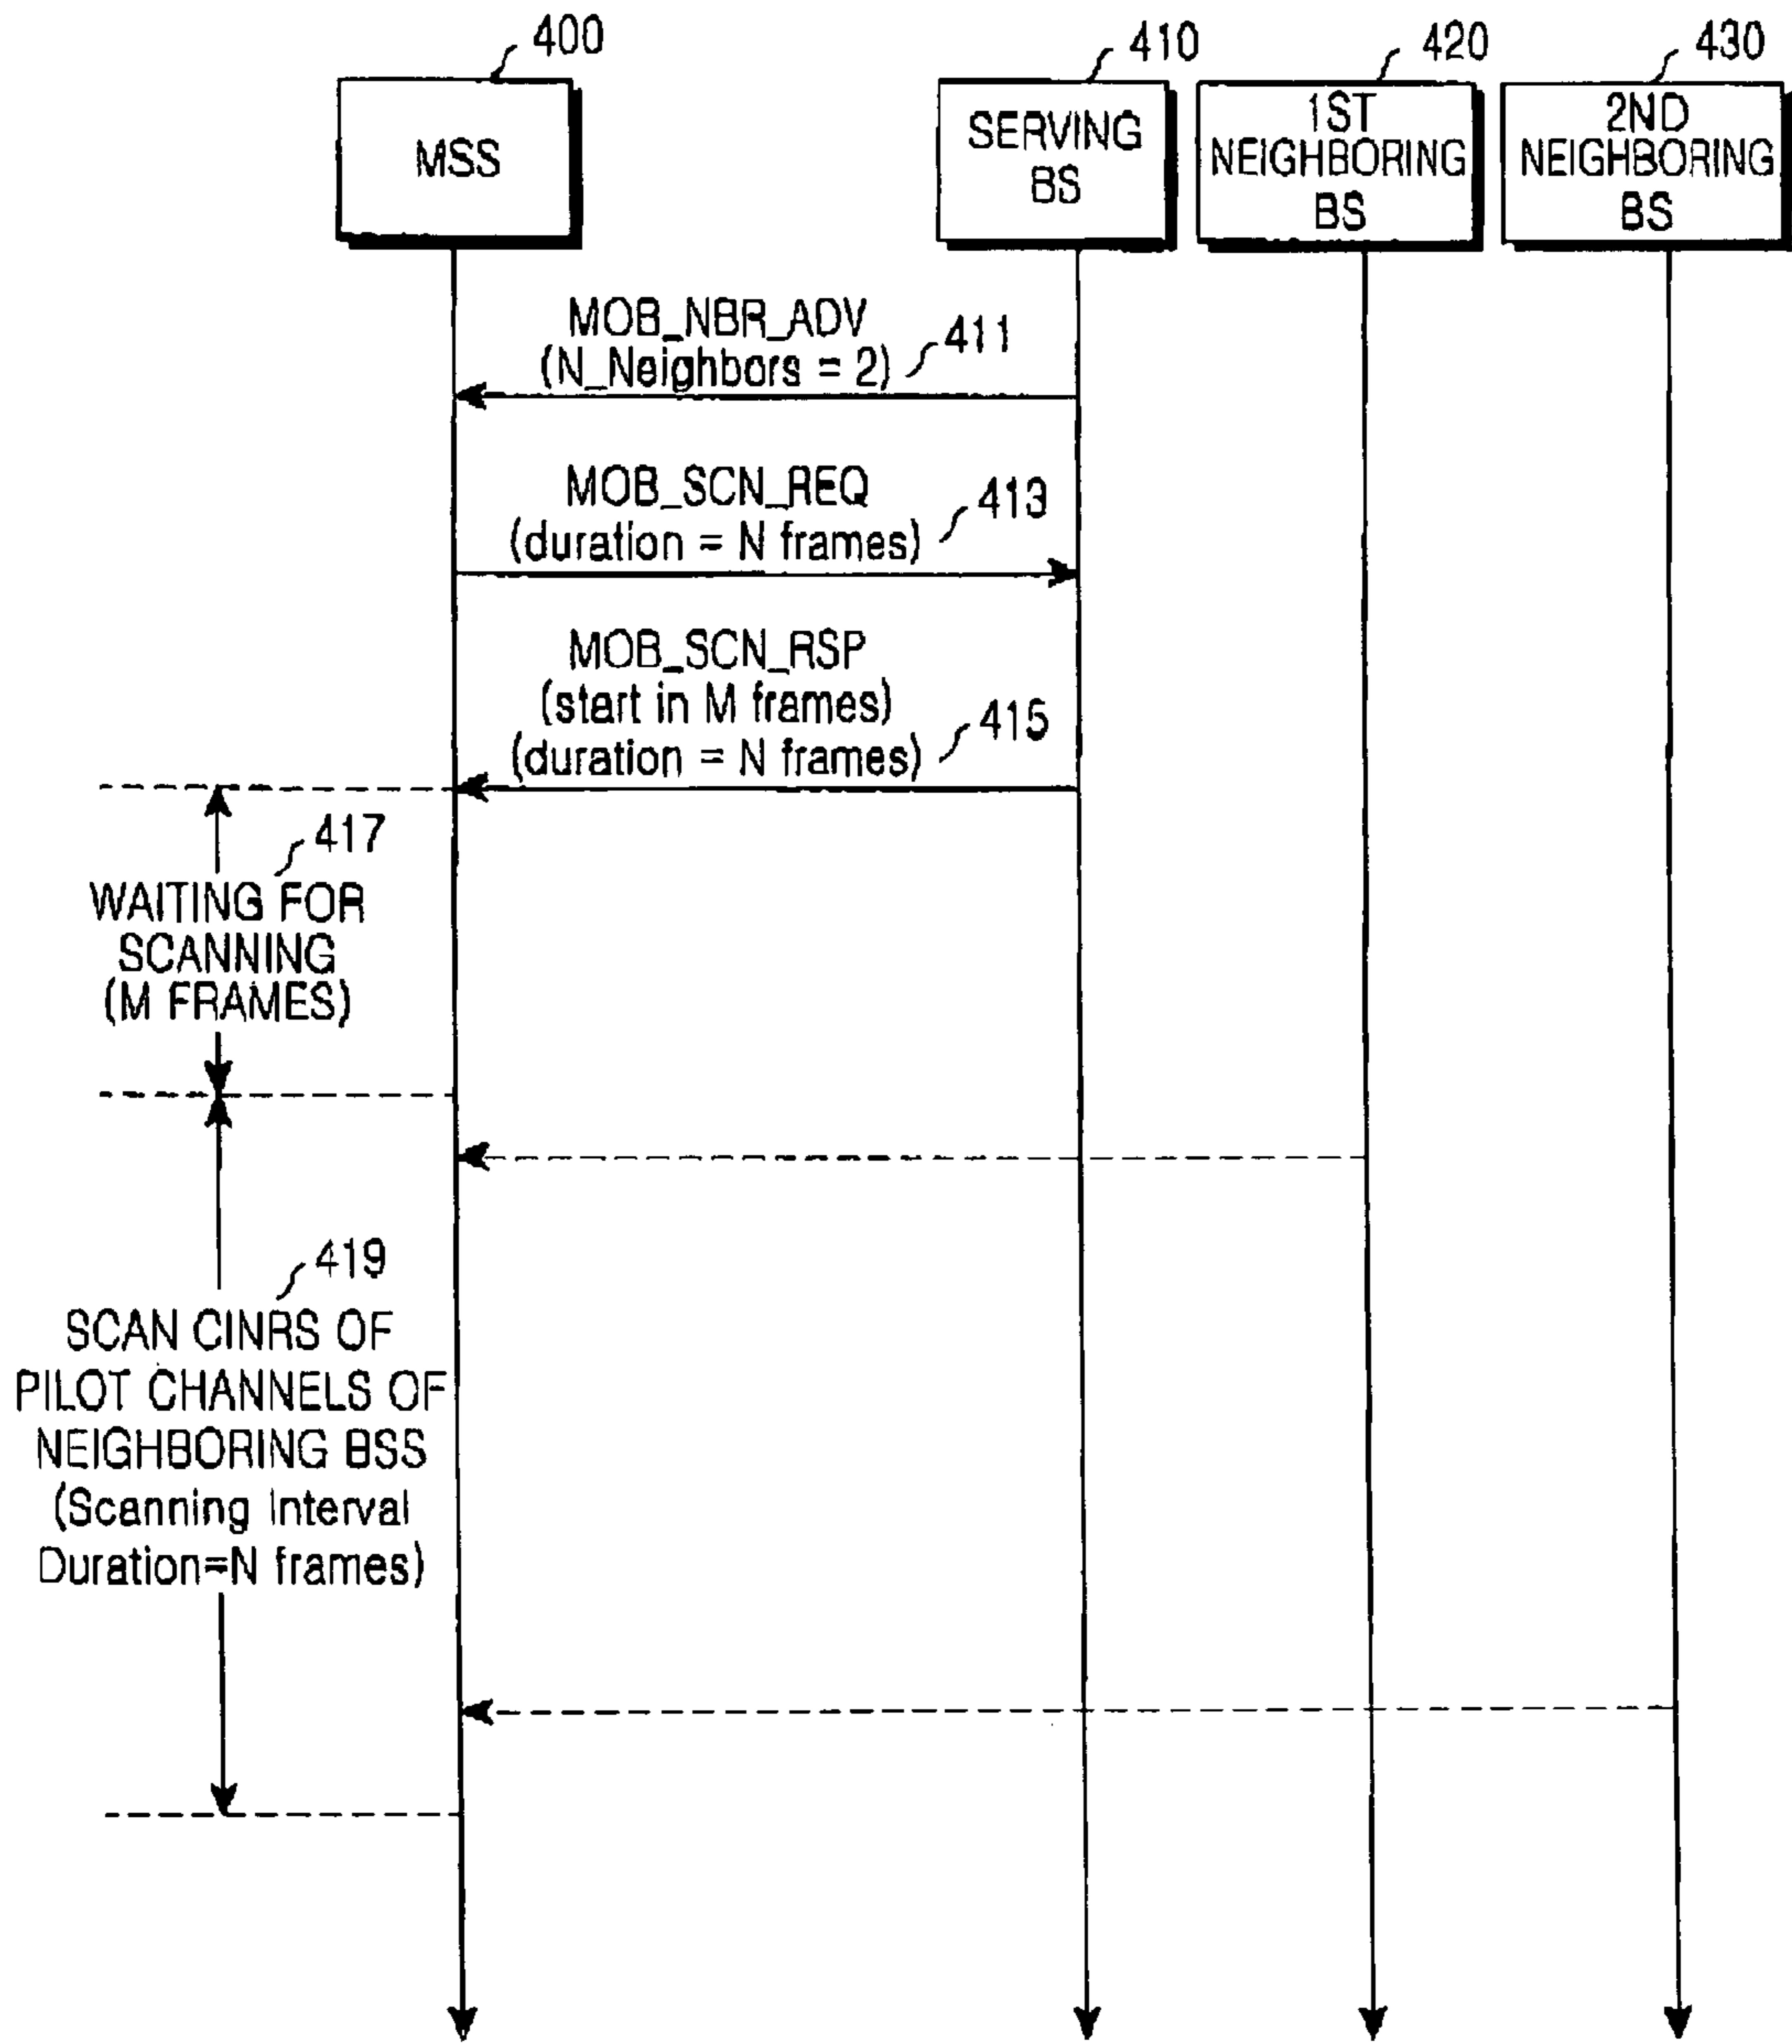 400
410
420
430
MSS
SERVING
BS
1ST
NEIGHBORING
BS
2ND
NEIGHBORING
BS
MOB_NBR_ADV
(N_Neighbors = 2)
411
MOB_SCN_REQ
(duration = N frames)
413
MOB_SCN_RSP
(start in M frames)
(duration = N frames)
415
417
WAITING FOR
SCANNING
(M FRAMES)
419
SCAN CINRS OF
PILOT CHANNELS OF
NEIGHBORING BSS
(Scanning Interval
Duration=N frames)